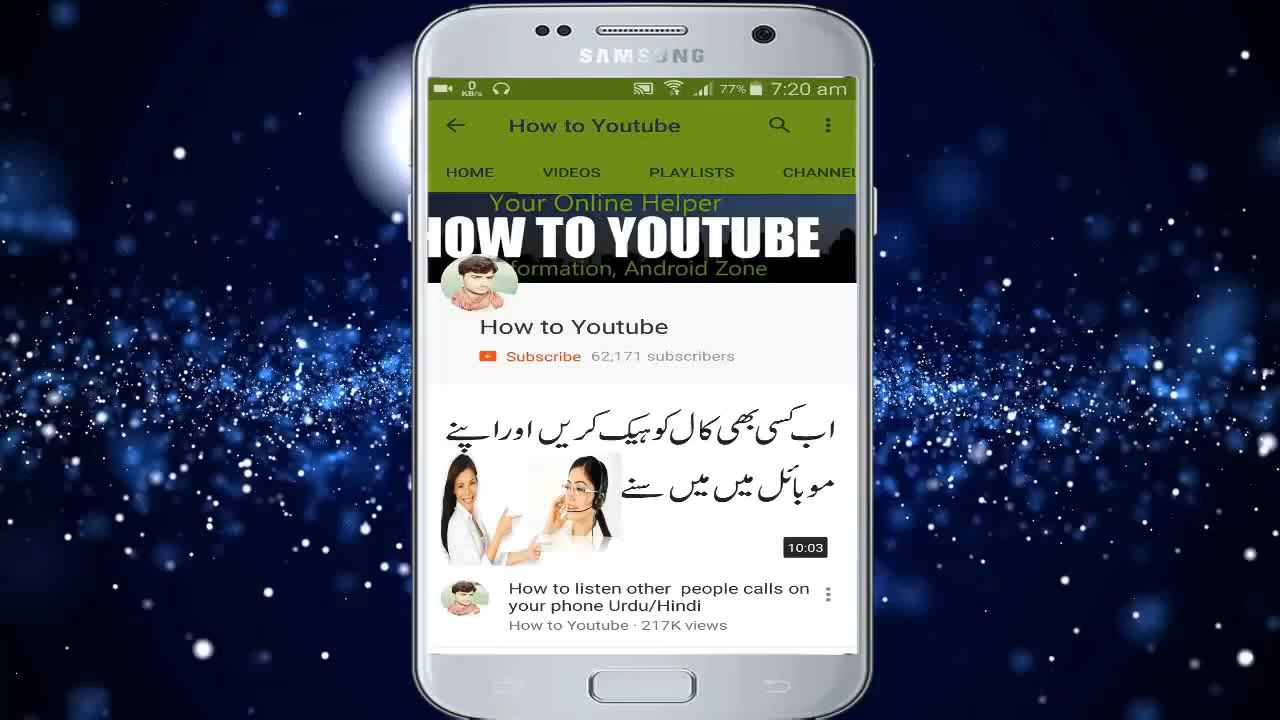 SAMSUNG
0
KB/s
77%
7:20 am
How to Youtube
HOME VIDEOS PLAYLISTS CHANNEL
Your Online Helper
HOW TO YOUTUBE
formation, Android Zone
How to Youtube
Subscribe 62,171 subscribers
اب کسی بھی کال کو ہیک کریں اور اپنے
موبائل میں میں سنے
10:03
How to listen other people calls on
your phone Urdu/Hindi
How to Youtube · 217K views